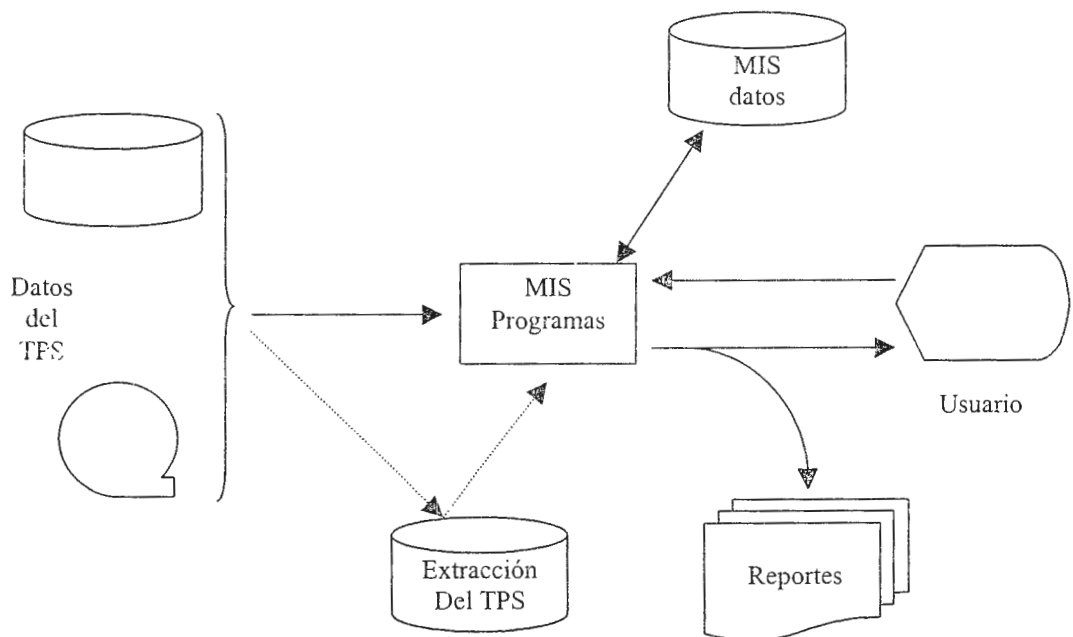 MIS
datos
Datos
del
TPS
MIS
Programas
Usuario
Extracción
Del TPS
Reportes